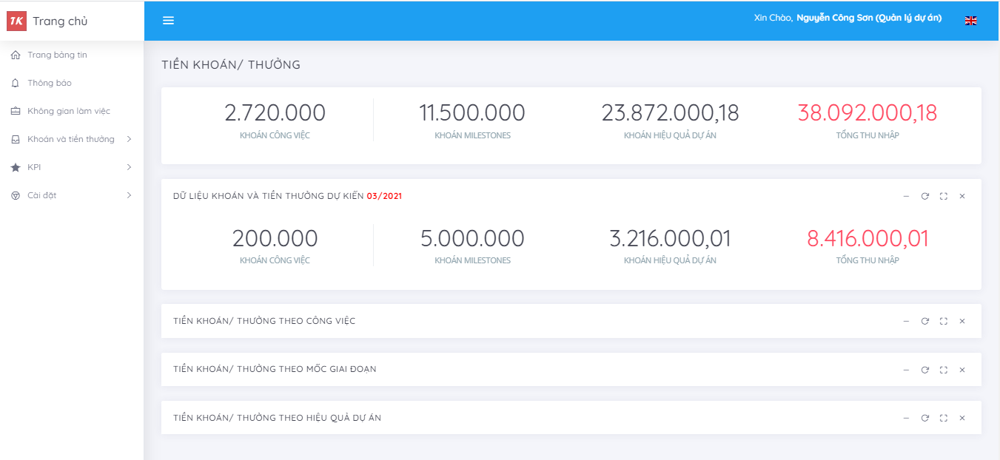 TK Trang chủ
Xin Chào, Nguyễn Công Sơn (Quản lý dự án)
Trang bảng tin
Thông báo
Không gian làm việc
Khoán và tiền thưởng
KPI
Cài đặt
TIỀN KHOÁN/ THƯỞNG
2.720.000
KHOÁN CÔNG VIỆC
11.500.000
KHOÁN MILESTONES
23.872.000,18
KHOÁN HIỆU QUẢ DỰ ÁN
38.092.000,18
TỔNG THU NHẬP
DỮ LIỆU KHOÁN VÀ TIỀN THƯỞNG DỰ KIẾN 03/2021
200.000
KHOÁN CÔNG VIỆC
5.000.000
KHOÁN MILESTONES
3.216.000,01
KHOÁN HIỆU QUẢ DỰ ÁN
8.416.000,01
TỔNG THU NHẬP
TIỀN KHOÁN/ THƯỞNG THEO CÔNG VIỆC
TIỀN KHOÁN/ THƯỞNG THEO MỐC GIAI ĐOẠN
TIỀN KHOÁN/ THƯỞNG THEO HIỆU QUẢ DỰ ÁN